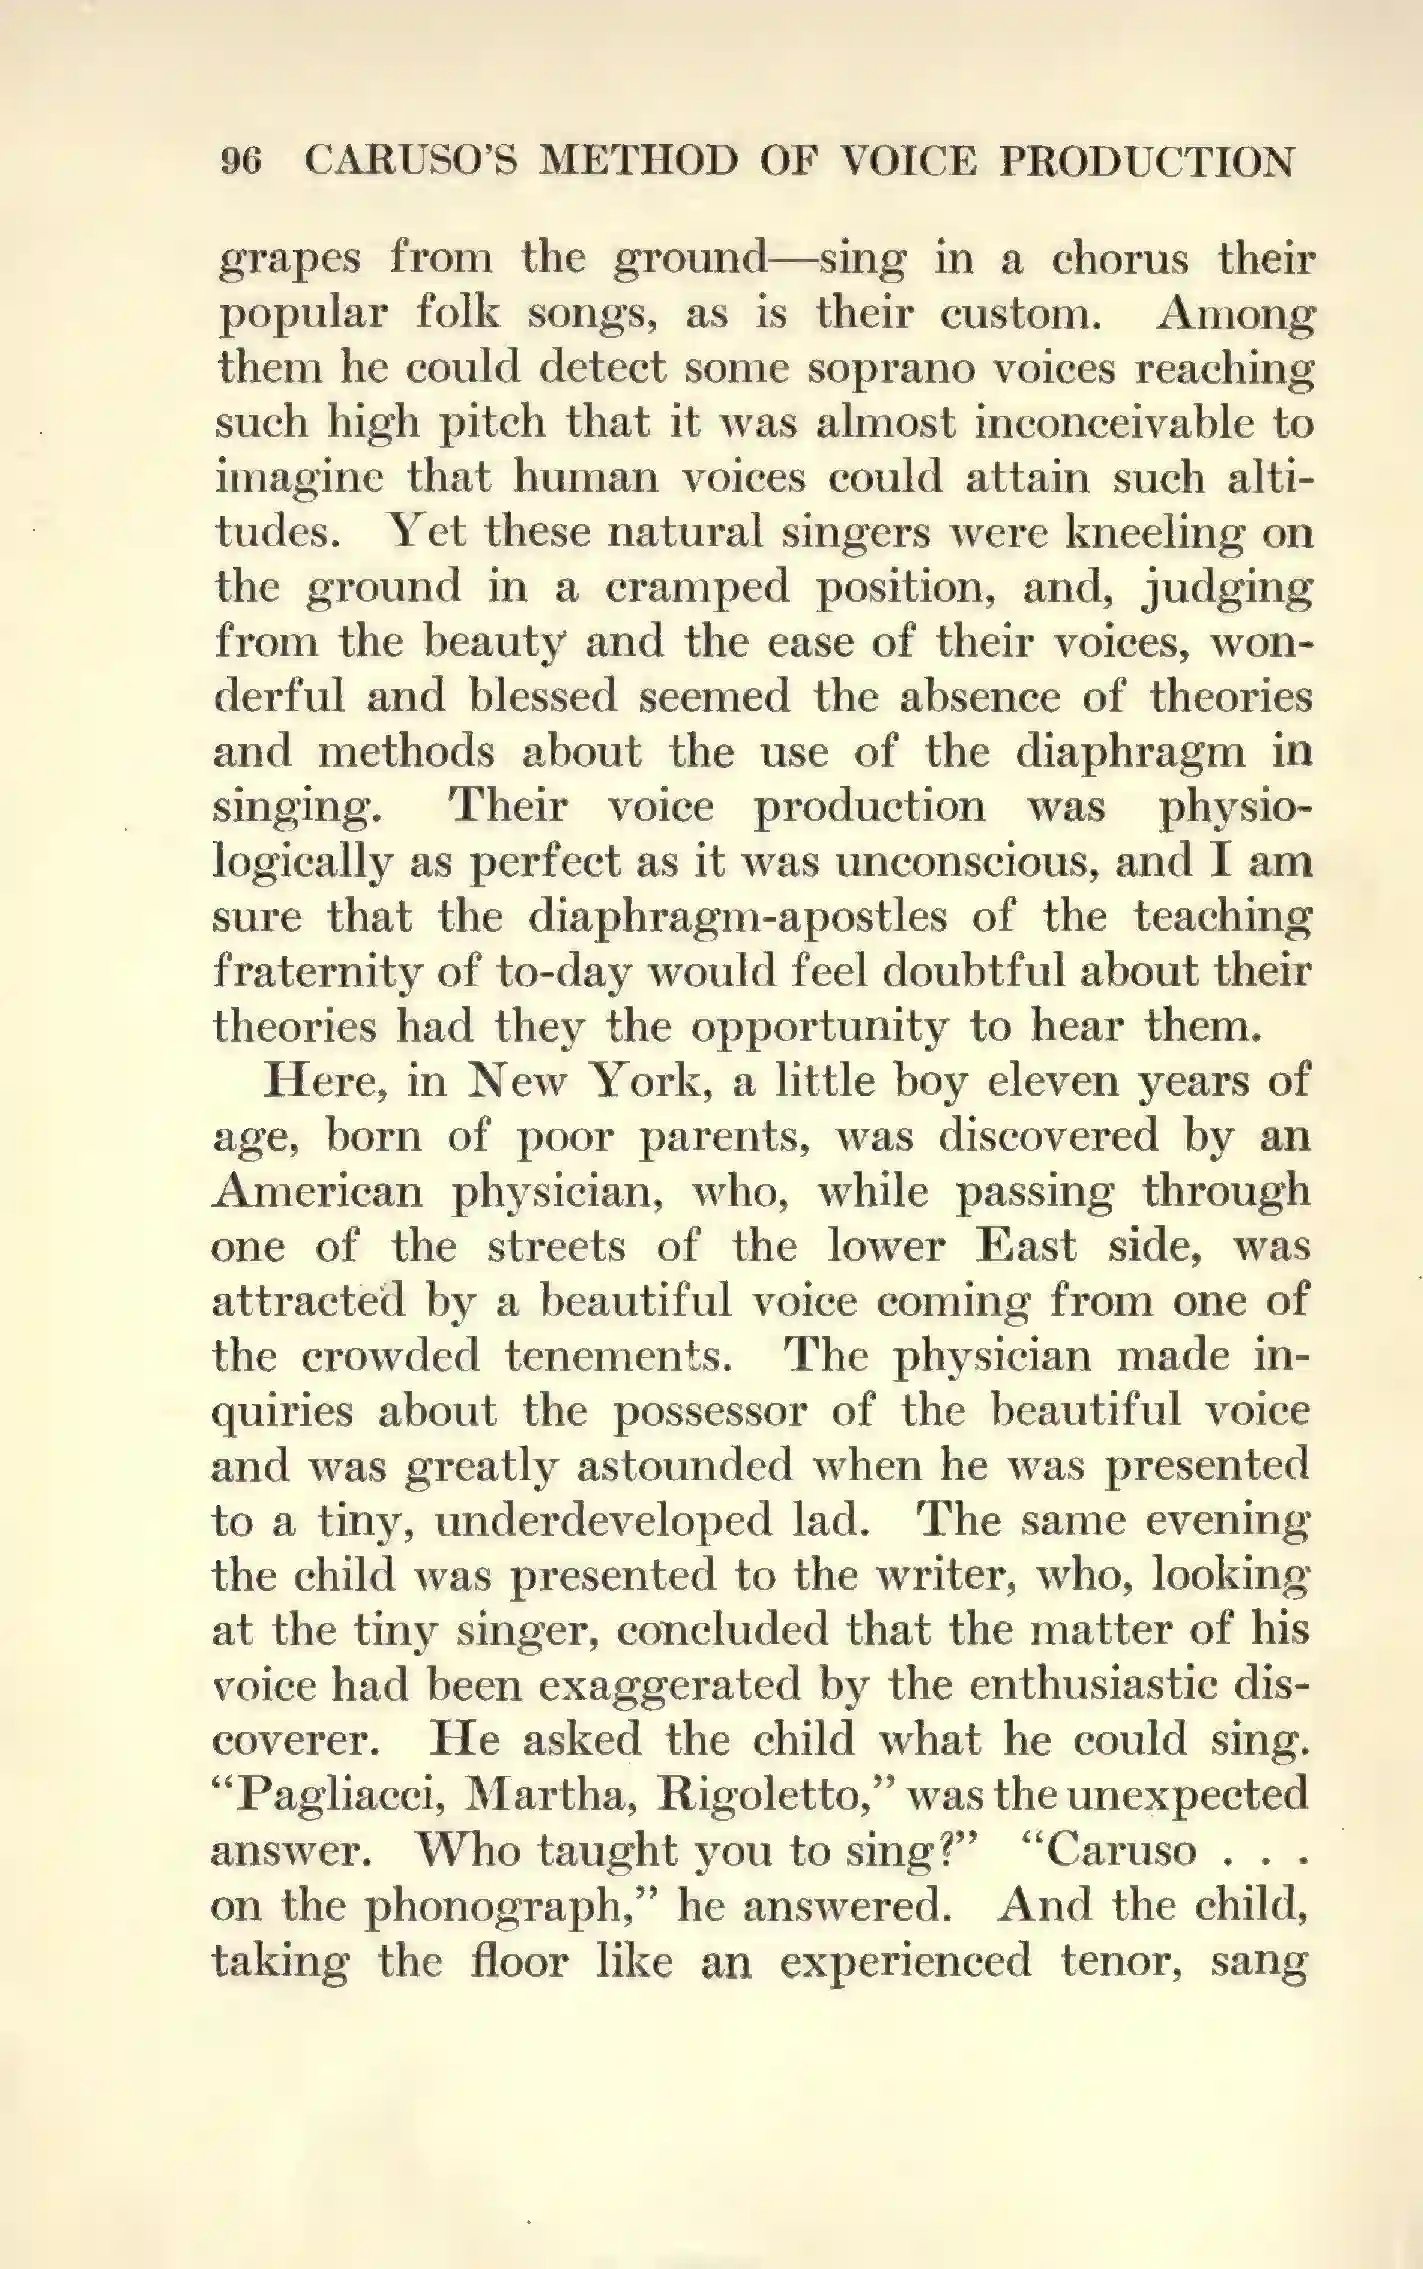 96 CARUSO'S METHOD OF VOICE PRODUCTION
grapes from the ground—sing in a chorus their
popular folk songs, as is their custom. Among
them he could detect some soprano voices reaching
such high pitch that it was almost inconceivable to
imagine that human voices could attain such alti-
tudes. Yet these natural singers were kneeling on
the ground in a cramped position, and, judging
from the beauty and the ease of their voices, won-
derful and blessed seemed the absence of theories
and methods about the use of the diaphragm in
singing. Their voice production was physio-
logically as perfect as it was unconscious, and I am
sure that the diaphragm-apostles of the teaching
fraternity of to-day would feel doubtful about their
theories had they the opportunity to hear them.
Here, in New York, a little boy eleven years of
age, born of poor parents, was discovered by an
American physician, who, while passing through
one of the streets of the lower East side, was
attracted by a beautiful voice coming from one of
the crowded tenements. The physician made in-
quiries about the possessor of the beautiful voice
and was greatly astounded when he was presented
to a tiny, underdeveloped lad. The same evening
the child was presented to the writer, who, looking
at the tiny singer, concluded that the matter of his
voice had been exaggerated by the enthusiastic dis-
coverer. He asked the child what he could sing.
“Pagliacci, Martha, Rigoletto,” was the unexpected
answer. Who taught you to sing?” “Caruso . . .
on the phonograph,” he answered. And the child,
taking the floor like an experienced tenor, sang